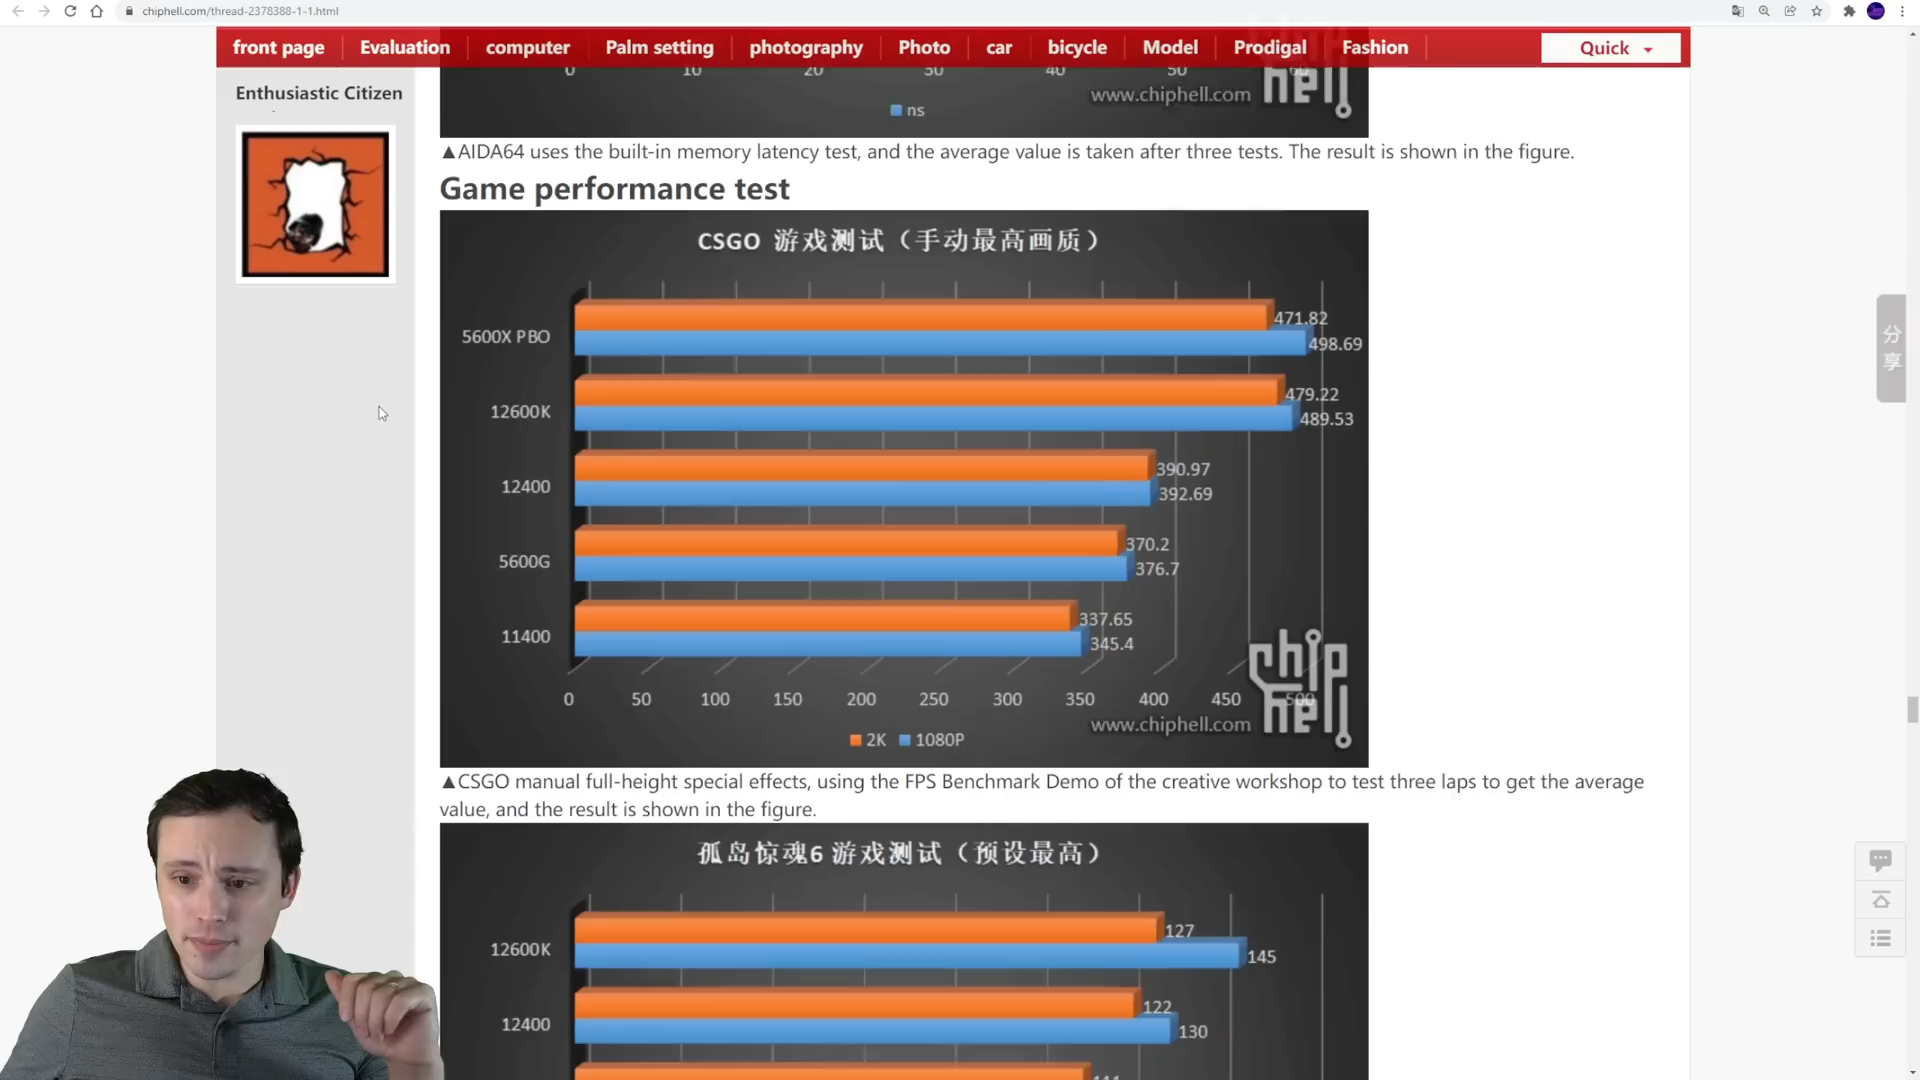 chiphell.com/thread-2378388-1-1.html
front page Evaluation computer Palm setting photography Photo car bicycle Model Prodigal Fashion Quick
Enthusiastic Citizen
0 10 20 30 40 50 60
www.chiphell.com
hell
ns
▲AIDA64 uses the built-in memory latency test, and the average value is taken after three tests. The result is shown in the figure.
Game performance test
CSGO 游戏测试（手动最高画质）
5600X PBO 471.82
498.69
12600K 479.22
489.53
12400 390.97
392.69
5600G 370.2
376.7
11400 337.65
345.4
0 50 100 150 200 250 300 350 400 450 500
chip
hell
www.chiphell.com
2K 1080P
▲CSGO manual full-height special effects, using the FPS Benchmark Demo of the creative workshop to test three laps to get the average
value, and the result is shown in the figure.
孤岛惊魂6 游戏测试（预设最高）
12600K 127
145
12400 122
130
111
分
享